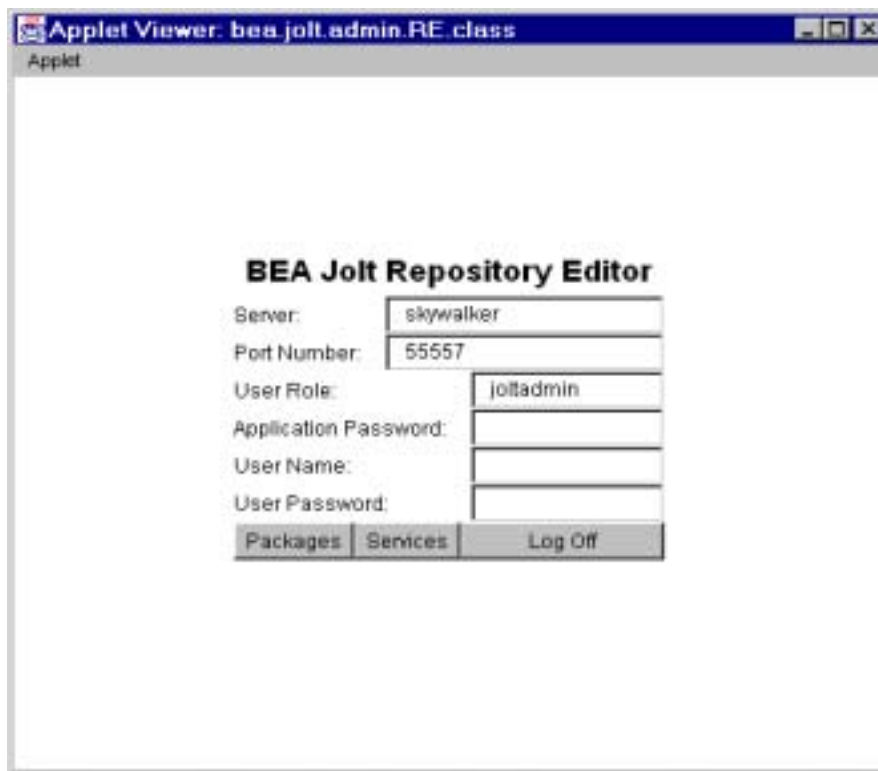 Applet Viewer: bea.jolt.admin.RE.class
Applet
BEA Jolt Repository Editor
Server: skywalker
Port Number: 55557
User Role: joltadmin
Application Password:
User Name:
User Password:
Packages Services Log Off